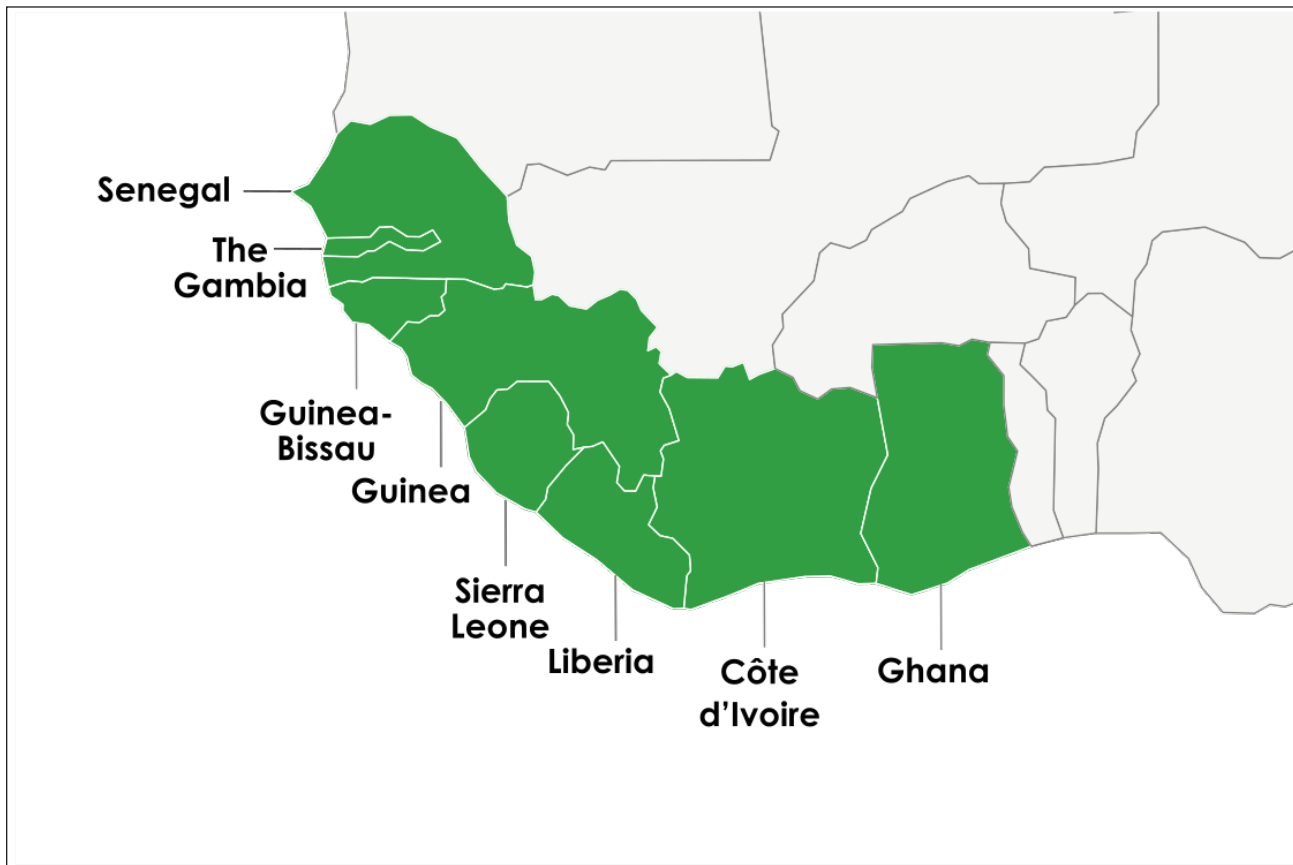 Senegal
The
Gambia
Guinea-
Bissau
Guinea
Sierra
Leone
Liberia
Côte
d’Ivoire
Ghana